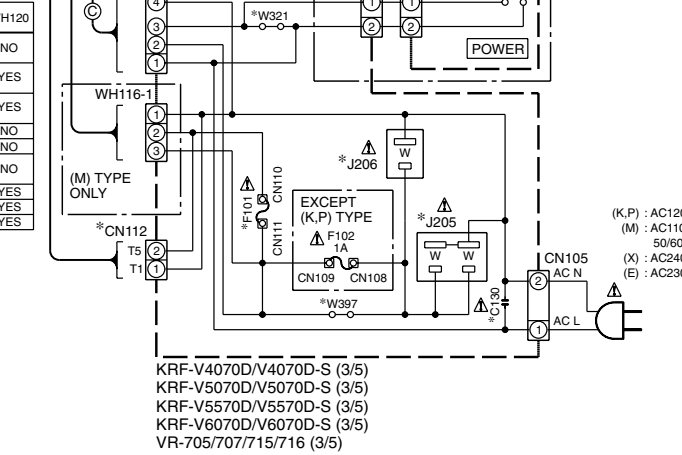 H120
NO
YES
YES
NO
NO
NO
YES
YES
YES
C
4
3
2
1
*W321
1
2
1
2
POWER
WH116-1
1
2
3
(M) TYPE
ONLY
*CN112
T5 2
T1 1
*F101
CN110
CN111
EXCEPT
(K,P) TYPE
F102
1A
CN109
CN108
*W397
*J206
W
*J205
W W
*C130
CN105
2 AC N
1 AC L
(K,P) : AC120
(M) : AC110
50/60
(X) : AC240
(E) : AC230
KRF-V4070D/V4070D-S (3/5)
KRF-V5070D/V5070D-S (3/5)
KRF-V5570D/V5570D-S (3/5)
KRF-V6070D/V6070D-S (3/5)
VR-705/707/715/716 (3/5)